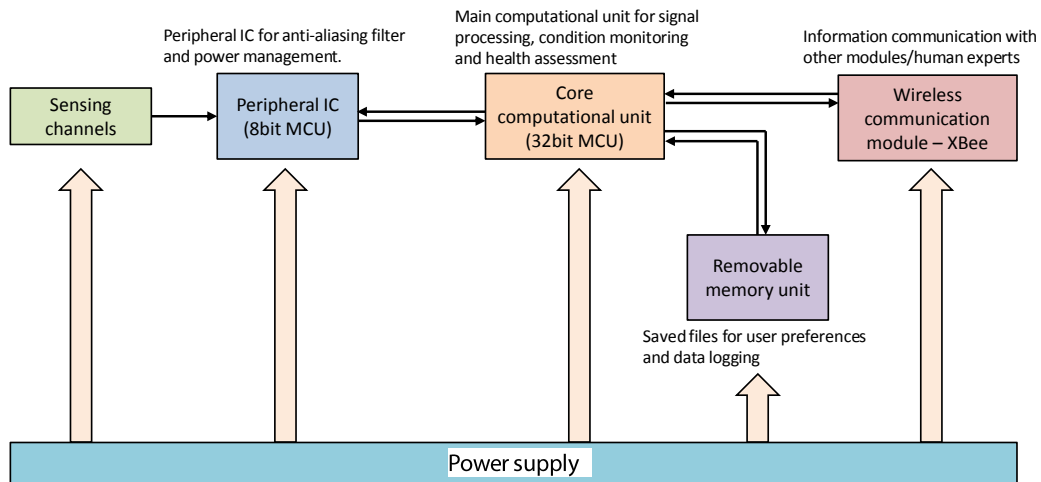 Peripheral IC for anti-aliasing filter
and power management.
Main computational unit for signal
processing, condition monitoring
and health assessment
Information communication with
other modules/human experts
Sensing
channels
Peripheral IC
(8bit MCU)
Core
computational unit
(32bit MCU)
Wireless
communication
module – XBee
Removable
memory unit
Saved files for user preferences
and data logging
Power supply